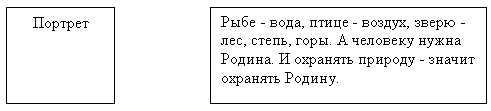 Портрет
Рыбе - вода, птице - воздух, зверю -
лес, степь, горы. А человеку нужна
Родина. И охранять природу - значит
охранять Родину.